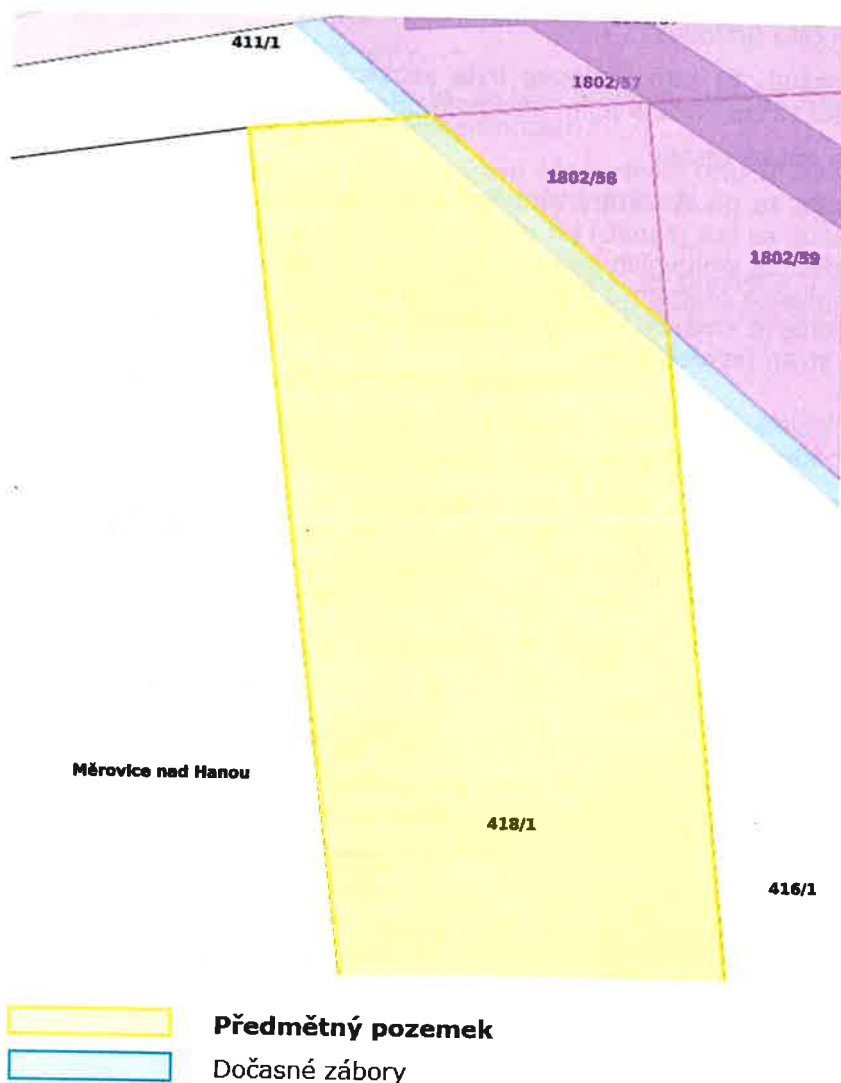 411/1
1802/57
1802/58
1802/59
Měrovice nad Hanou
418/1
416/1
Předmětný pozemek
Dočasné zábory